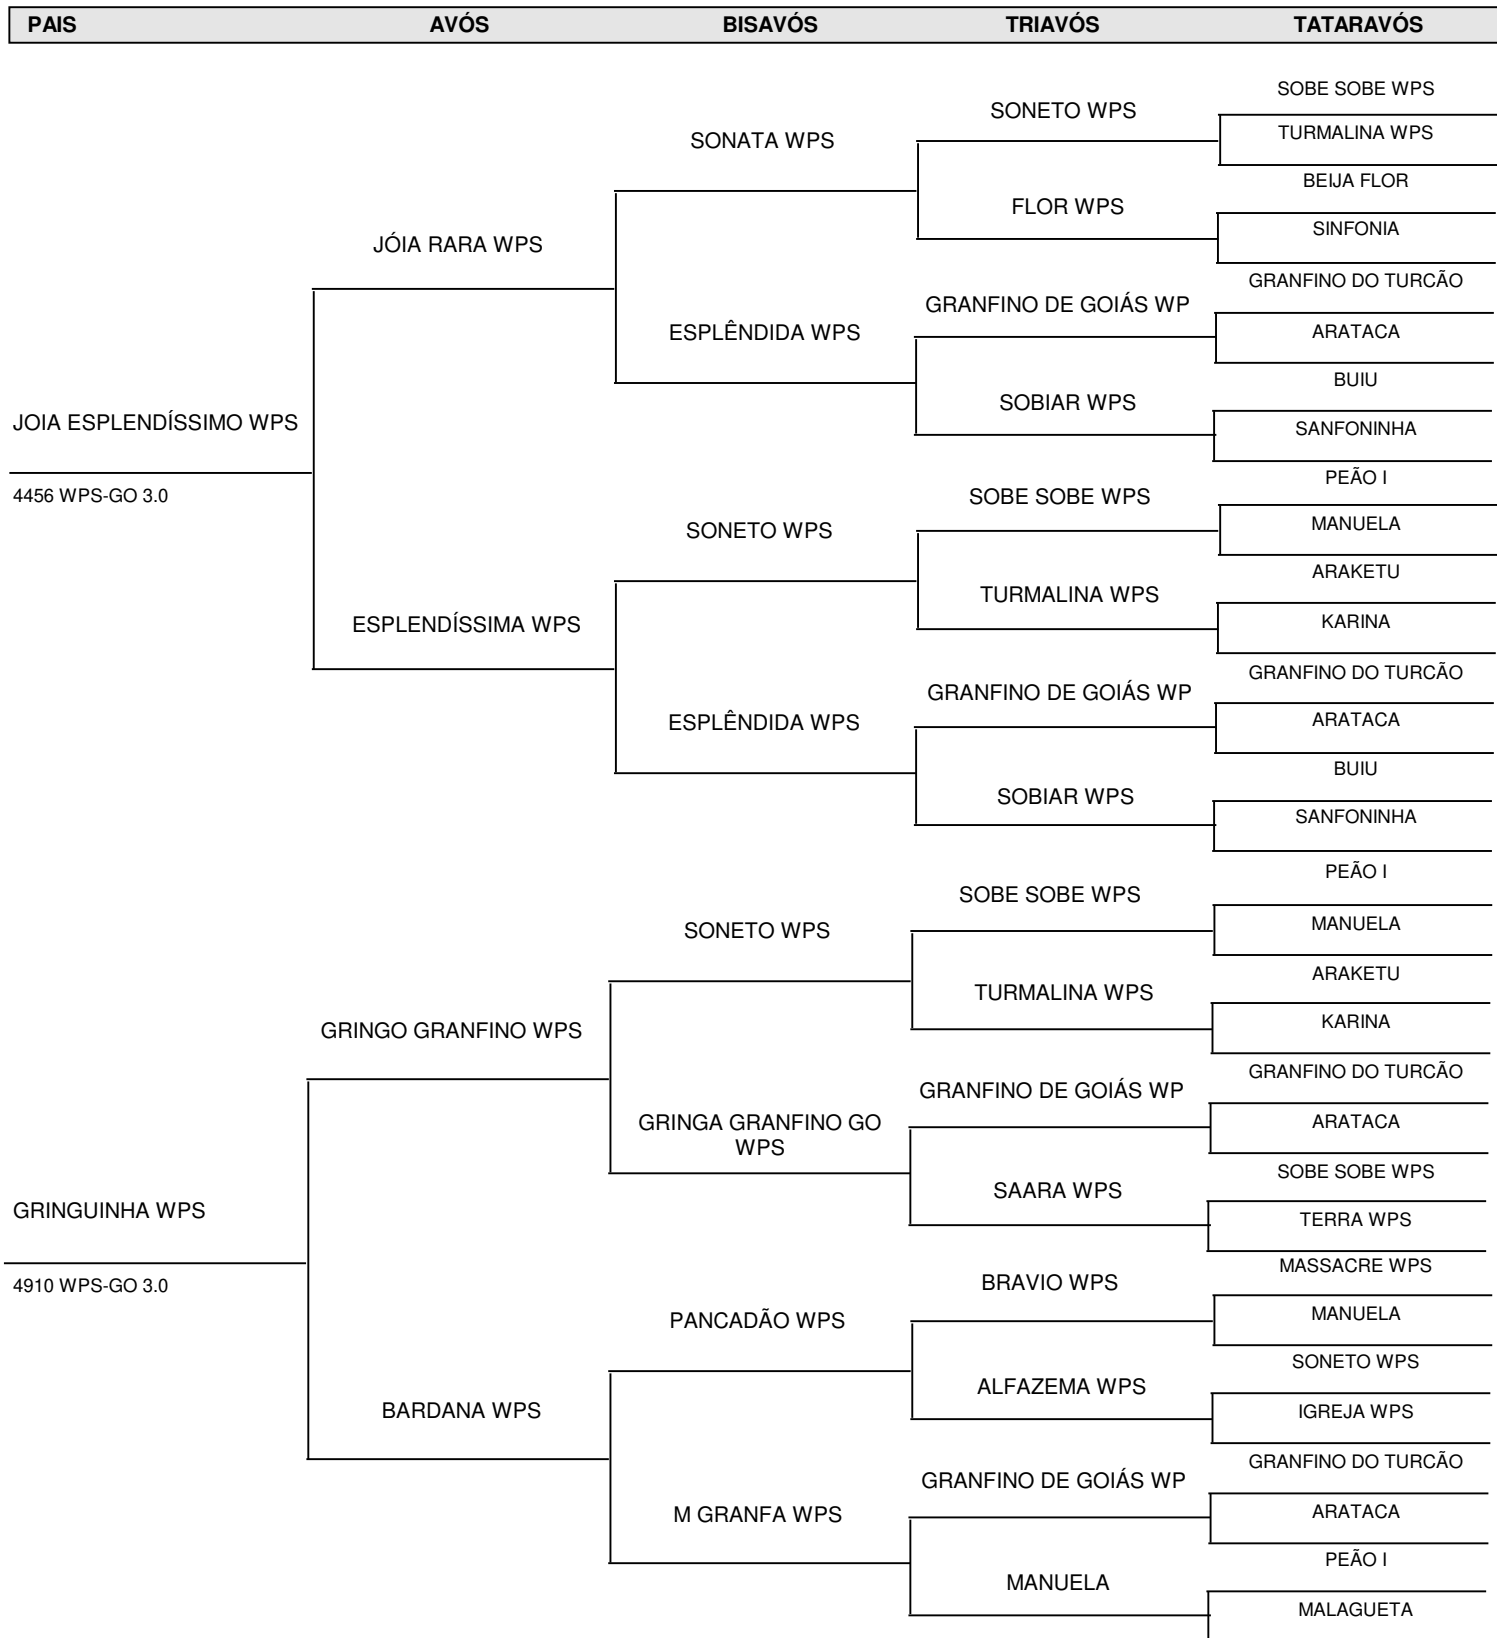 PAIS AVÓS BISAVÓS TRIAVÓS TATARAVÓS
SOBE SOBE WPS
SONETO WPS
TURMALINA WPS
SONATA WPS
BEIJA FLOR
FLOR WPS
SINFONIA
JÓIA RARA WPS
GRANFINO DO TURCÃO
GRANFINO DE GOIÁS WP
ARATACA
ESPLÊNDIDA WPS
BUIU
SOBIAR WPS
SANFONINHA
JOIA ESPLENDÍSSIMO WPS
4456 WPS-GO 3.0
PEÃO I
SOBE SOBE WPS
MANUELA
SONETO WPS
ARAKETU
TURMALINA WPS
KARINA
ESPLENDÍSSIMA WPS
GRANFINO DO TURCÃO
GRANFINO DE GOIÁS WP
ARATACA
ESPLÊNDIDA WPS
BUIU
SOBIAR WPS
SANFONINHA
PEÃO I
SOBE SOBE WPS
MANUELA
SONETO WPS
ARAKETU
TURMALINA WPS
KARINA
GRINGO GRANFINO WPS
GRANFINO DO TURCÃO
GRANFINO DE GOIÁS WP
ARATACA
GRINGA GRANFINO GO
WPS
SOBE SOBE WPS
SAARA WPS
TERRA WPS
GRINGUINHA WPS
4910 WPS-GO 3.0
MASSACRE WPS
BRAVIO WPS
MANUELA
PANCADÃO WPS
SONETO WPS
ALFAZEMA WPS
IGREJA WPS
BARDANA WPS
GRANFINO DO TURCÃO
GRANFINO DE GOIÁS WP
ARATACA
M GRANFA WPS
PEÃO I
MANUELA
MALAGUETA